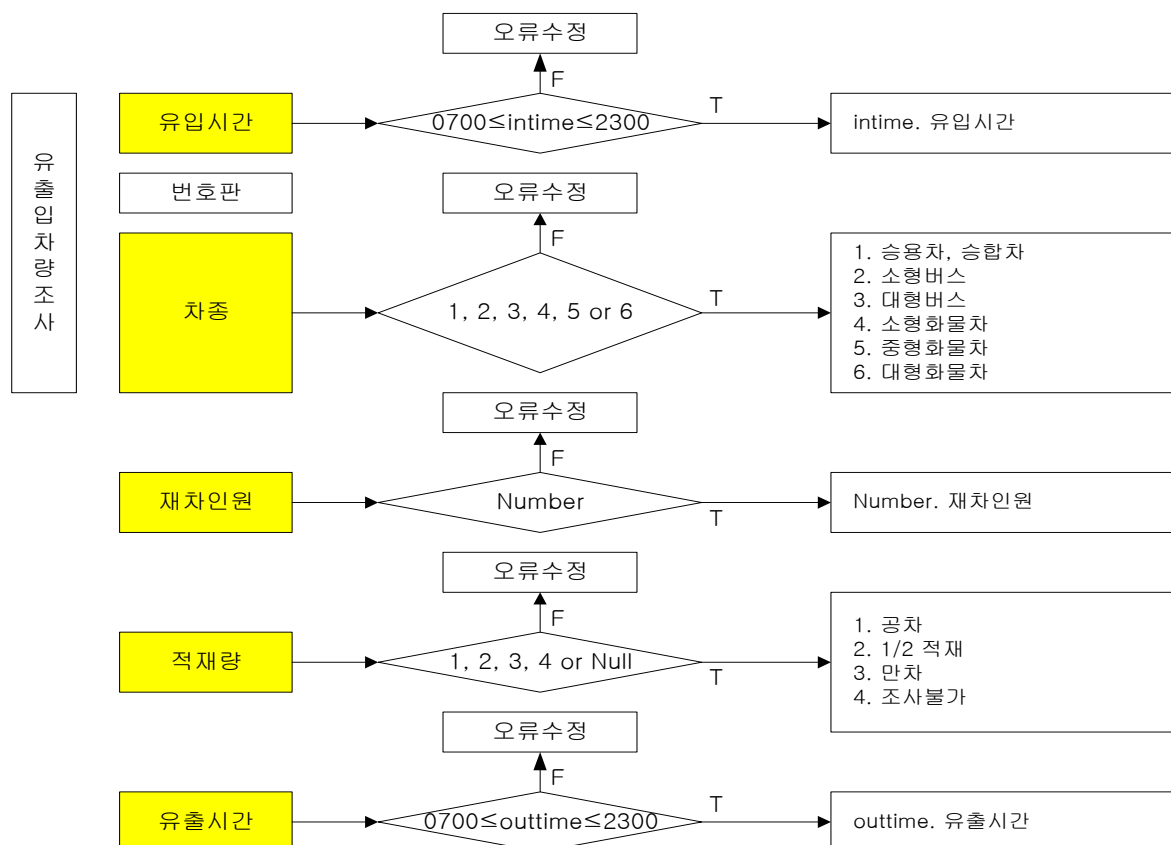 유출입차량조사
오류수정
F
유입시간
0700≤intime≤2300
T
intime. 유입시간
번호판
오류수정
F
차종
1, 2, 3, 4, 5 or 6
T
1. 승용차, 승합차
2. 소형버스
3. 대형버스
4. 소형화물차
5. 중형화물차
6. 대형화물차
오류수정
F
재차인원
Number
T
Number. 재차인원
오류수정
F
적재량
1, 2, 3, 4 or Null
T
1. 공차
2. 1/2 적재
3. 만차
4. 조사불가
오류수정
F
유출시간
0700≤outtime≤2300
T
outtime. 유출시간